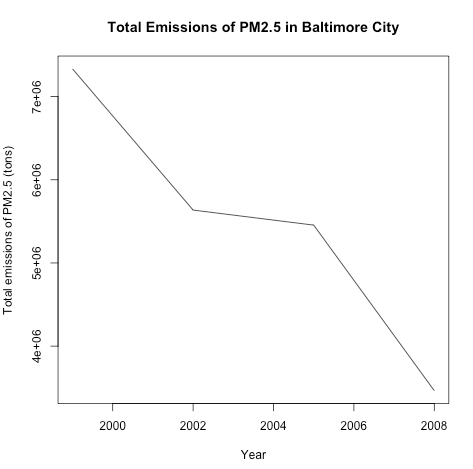 Total Emissions of PM2.5 in Baltimore City
Total emissions of PM2.5 (tons)
7e+06
6e+06
5e+06
4e+06
2000 2002 2004 2006 2008
Year